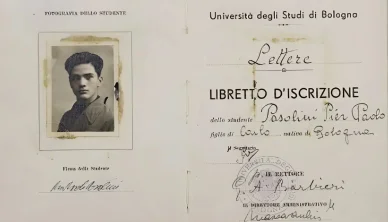 FOTOGRAFIA DELLO STUDENTE
Firma dello Studente
Università degli Studi di Bologna
Lettere
LIBRETTO D'ISCRIZIONE
dello studente Pasolini Pier Paolo
figlio di Carlo nativo di Bologna
IL RETTORE
IL DIRETTORE AMMINISTRATIVO